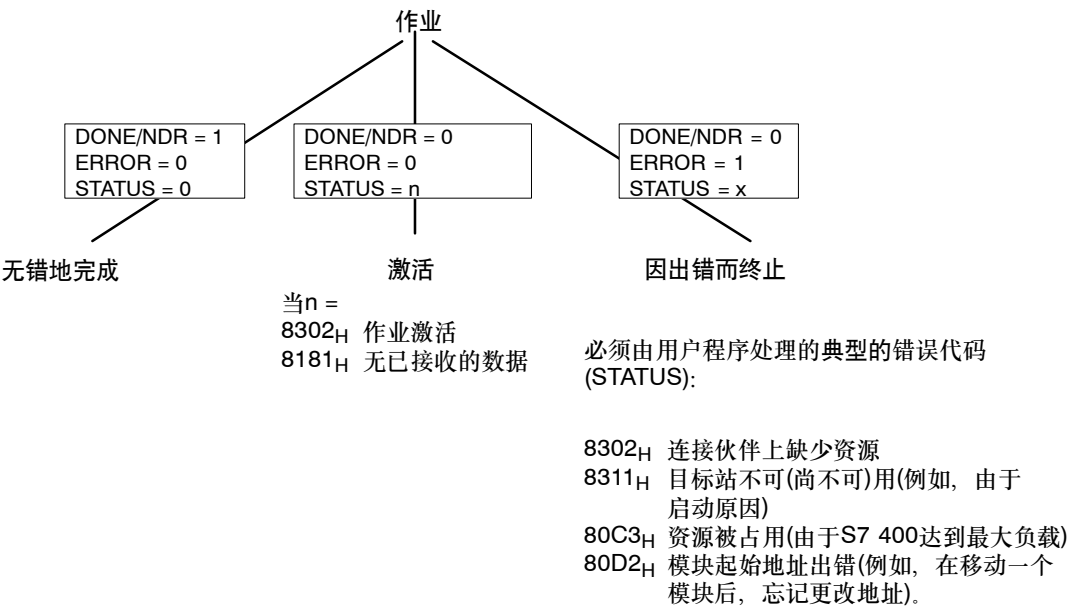 作业
DONE/NDR = 1
ERROR = 0
STATUS = 0
DONE/NDR = 0
ERROR = 0
STATUS = n
DONE/NDR = 0
ERROR = 1
STATUS = x
无错地完成
激活
因出错而终止
当n =
8302H 作业激活
8181H 无已接收的数据
必须由用户程序处理的典型的错误代码
(STATUS):
8302H 连接伙伴上缺少资源
8311H 目标站不可(尚不可)用(例如，由于
启动原因)
80C3H 资源被占用(由于S7 400达到最大负载)
80D2H 模块起始地址出错(例如，在移动一个
模块后，忘记更改地址)。